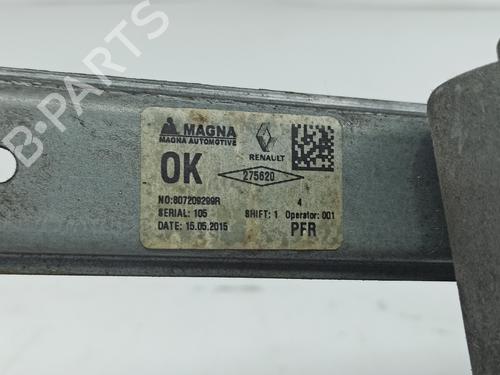 MAGNA
MAGNA AUTOMOTIVE
RENAULT
OK
275620
NO:807209299R
4
SERIAL: 105
SHIFT: 1 Operator: 001
DATE: 15.05.2015
PFR
B-PARTS